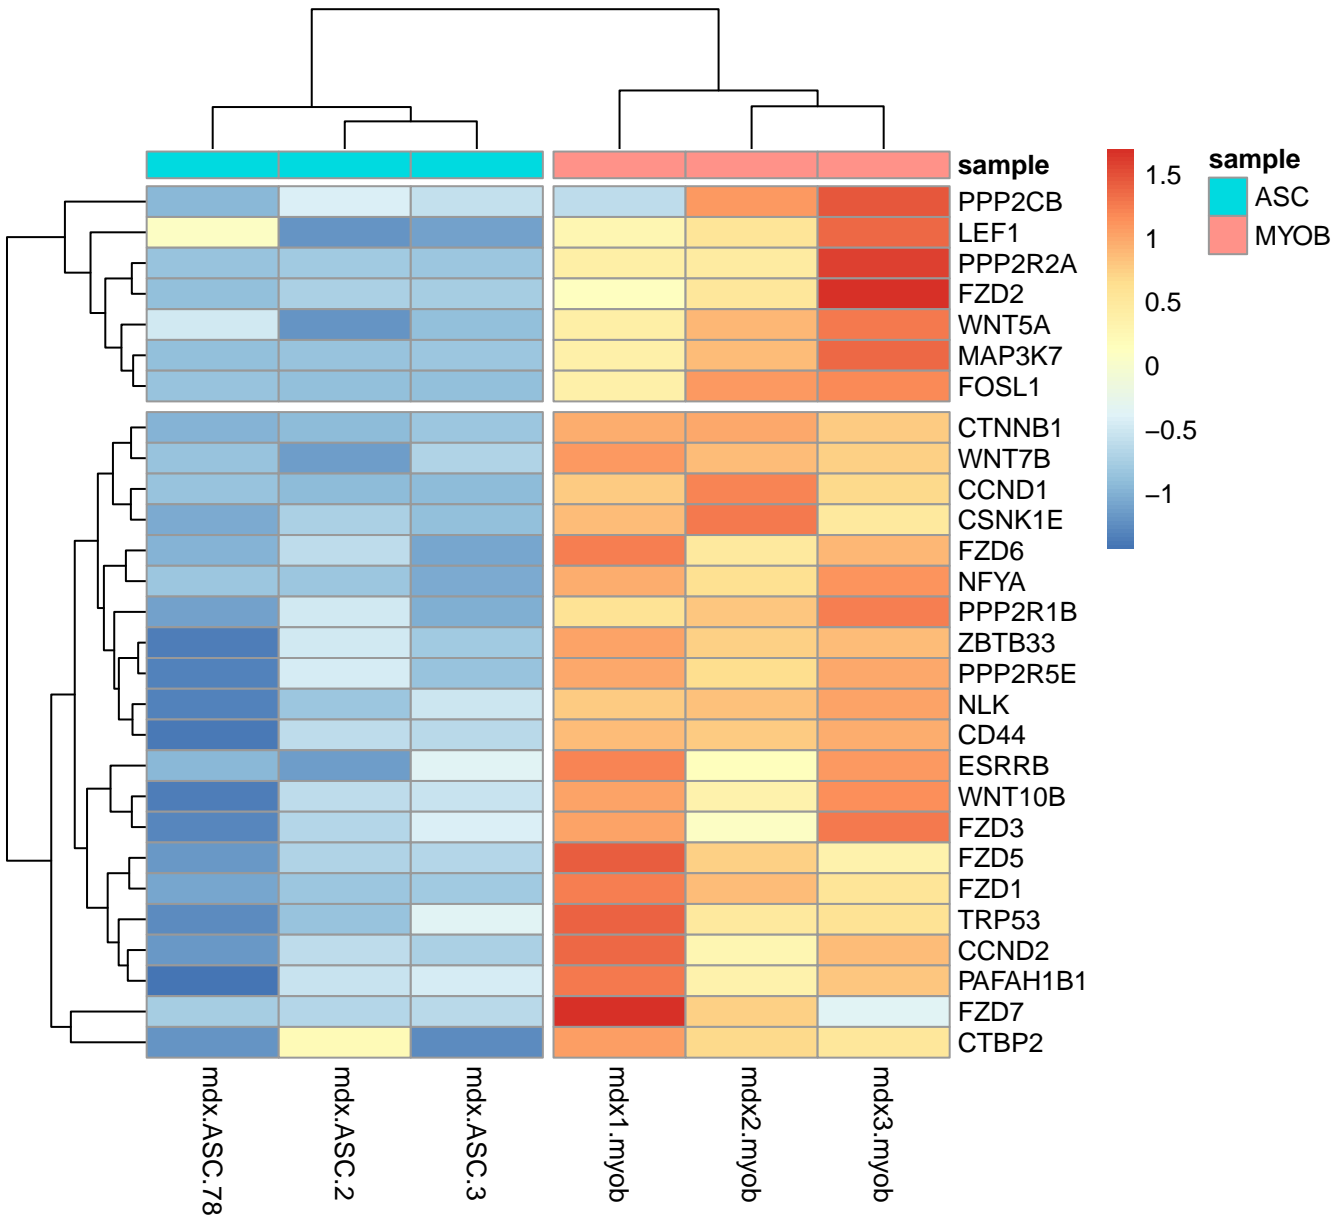 sample
PPP2CB
LEF1
PPP2R2A
FZD2
WNT5A
MAP3K7
FOSL1
CTNNB1
WNT7B
CCND1
CSNK1E
FZD6
NFYA
PPP2R1B
ZBTB33
PPP2R5E
NLK
CD44
ESRRB
WNT10B
FZD3
FZD5
FZD1
TRP53
CCND2
PAFAH1B1
FZD7
CTBP2
mdx.ASC.78
mdx.ASC.2
mdx.ASC.3
mdx1.myob
mdx2.myob
mdx3.myob
1.5
1
0.5
0
−0.5
−1
sample
ASC
MYOB